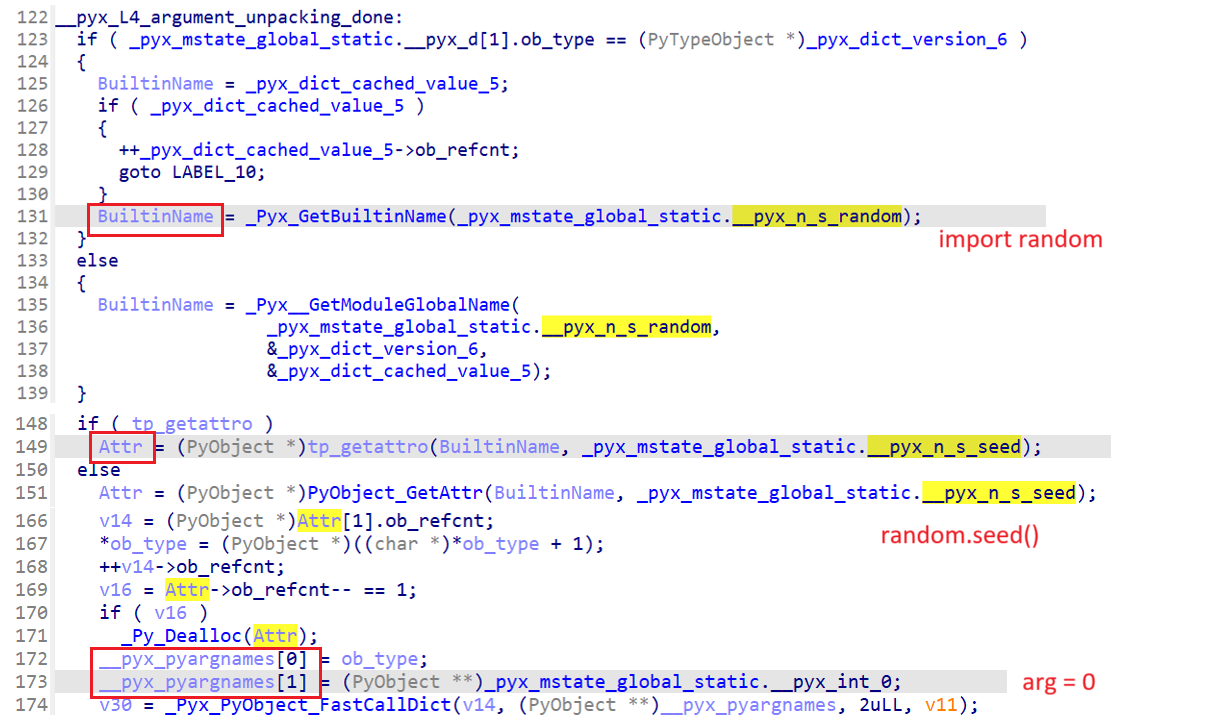 122 __pyx_L4_argument_unpacking_done:
123 if ( _pyx_mstate_global_static.__pyx_d[1].ob_type == (PyTypeObject *)_pyx_dict_version_6 )
124 {
125 BuiltinName = _pyx_dict_cached_value_5;
126 if ( _pyx_dict_cached_value_5 )
127 {
128 ++_pyx_dict_cached_value_5->ob_refcnt;
129 goto LABEL_10;
130 }
131 BuiltinName = _Pyx_GetBuiltinName(_pyx_mstate_global_static.__pyx_n_s_random);
132 }
import random
133 else
134 {
135 BuiltinName = _Pyx__GetModuleGlobalName(
136 _pyx_mstate_global_static.__pyx_n_s_random,
137 &_pyx_dict_version_6,
138 &_pyx_dict_cached_value_5);
139 }
148 if ( tp_getattro )
149 Attr = (PyObject *)tp_getattro(BuiltinName, _pyx_mstate_global_static.__pyx_n_s_seed);
150 else
151 Attr = (PyObject *)PyObject_GetAttr(BuiltinName, _pyx_mstate_global_static.__pyx_n_s_seed);
166 v14 = (PyObject *)Attr[1].ob_refcnt;
random.seed()
167 *ob_type = (PyObject *)((char *)*ob_type + 1);
168 ++v14->ob_refcnt;
169 v16 = Attr->ob_refcnt-- == 1;
170 if ( v16 )
171 _Py_Dealloc(Attr);
172 __pyx_pyargnames[0] = ob_type;
173 __pyx_pyargnames[1] = (PyObject **)_pyx_mstate_global_static.__pyx_int_0;
arg = 0
174 v30 = _Pyx_PyObject_FastCallDict(v14, (PyObject **)__pyx_pyargnames, 2uLL, v11);